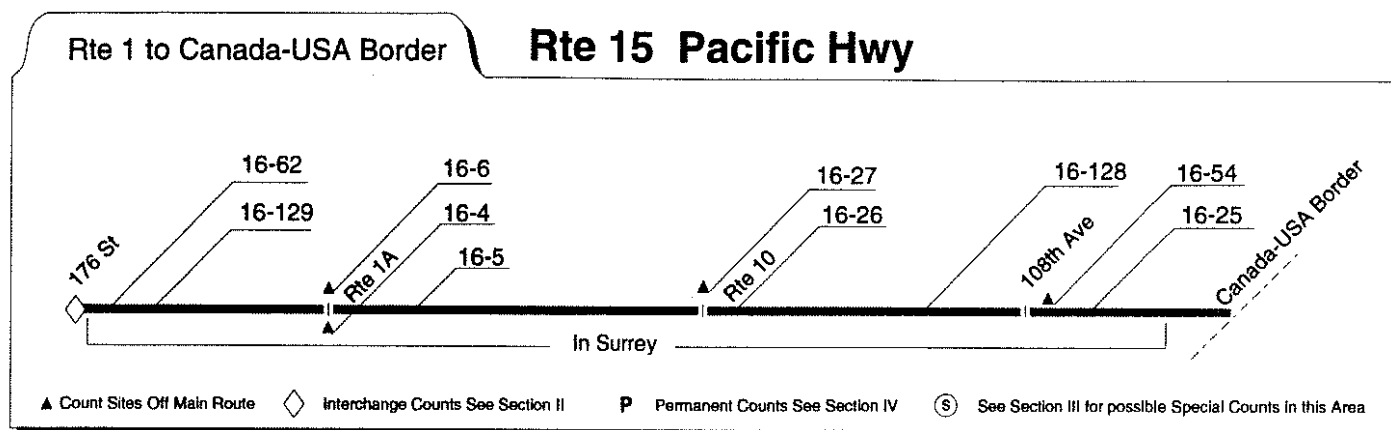 Rte 1 to Canada-USA Border
Rte 15 Pacific Hwy
16-62
16-6
16-27
16-128
16-54
16-129
16-4
16-26
16-25
16-5
176 St
Rte 1A
Rte 10
108th Ave
Canada-USA Border
In Surrey
Count Sites Off Main Route
Interchange Counts See Section II
P Permanent Counts See Section IV
S See Section III for possible Special Counts in this Area